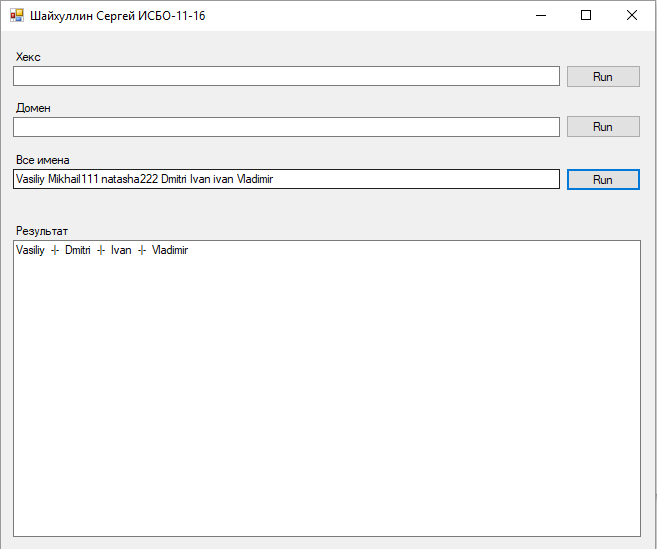 Шайхуллин Сергей ИСБО-11-16
Хекс
Run
Домен
Run
Все имена
Vasiliy Mikhail111 natasha222 Dmitri Ivan ivan Vladimir
Run
Результат
Vasiliy -|- Dmitri -|- Ivan -|- Vladimir